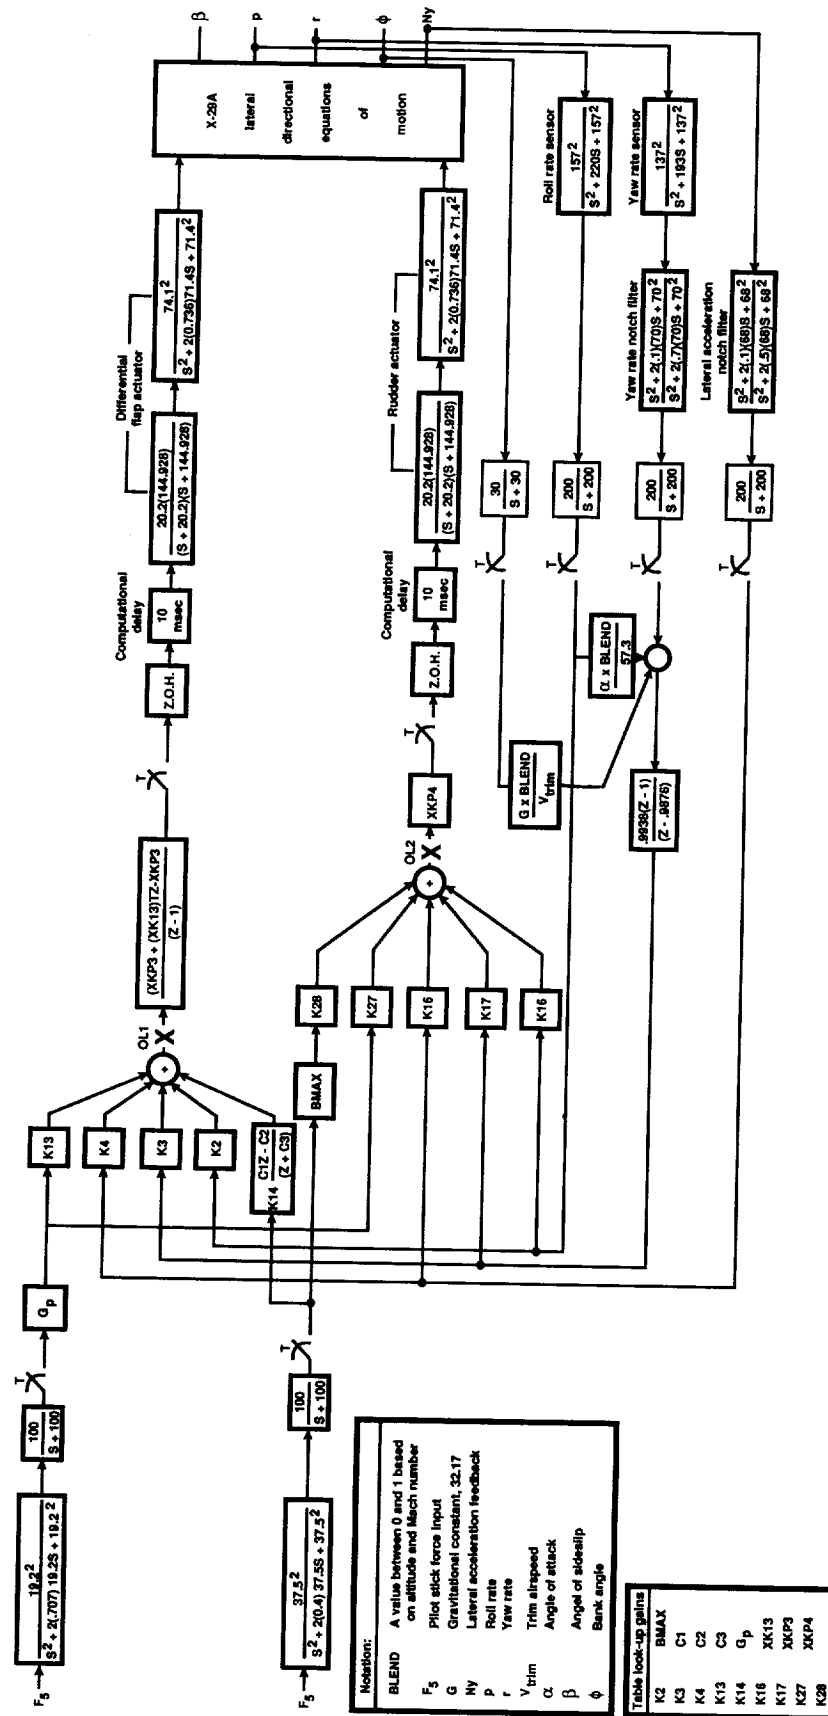 F5
19.2²
S² + 2(.707) 19.2S + 19.2²
100
S + 100
T
Gp
K13
K4
K3
K2
K14 C1Z - C2
(Z + C3)
+
OL1
X
(XKP3 + (XK13)TZ-XKP3
(Z - 1)
T
Z.O.H.
Computational
delay
10
msec
Differential
flap actuator
20.2(144.928)
(S + 20.2)(S + 144.928)
74.1²
S² + 2(0.736)71.4S + 71.4²
X-29A
lateral
directional
equations
of
motion
β
p
r
ϕ
Ny
F5
37.5²
S² + 2(0.4) 37.5S + 37.5²
100
S + 100
T
BMAX
K28
K27
K16
K17
K16
+
OL2
X
XKP4
T
Z.O.H.
Computational
delay
10
msec
Rudder actuator
20.2(144.928)
(S + 20.2)(S + 144.928)
74.1²
S² + 2(0.736)71.4S + 71.4²
G x BLEND
Vtrim
T
30
S + 30
Roll rate sensor
157²
S² + 220S + 157²
200
S + 200
T
α x BLEND
57.3
Yaw rate sensor
137²
S² + 193S + 137²
Yaw rate notch filter
S² + 2(.1)(70)S + 70²
S² + 2(.7)(70)S + 70²
200
S + 200
T
.9938(Z - 1)
(Z - .9876)
Lateral acceleration
notch filter
S² + 2(.1)(68)S + 68²
S² + 2(.5)(68)S + 68²
200
S + 200
T
Notation:
BLEND A value between 0 and 1 based
on altitude and Mach number
F5 Pilot stick force input
G Gravitational constant, 32.17
Ny Lateral acceleration feedback
p Roll rate
r Yaw rate
Vtrim Trim airspeed
α Angle of attack
β Angel of sideslip
ϕ Bank angle
Table look-up gains
K2 BMAX
K3 C1
K4 C2
K13 C3
K14 Gp
K16 XK13
K17 XKP3
K27 XKP4
K28